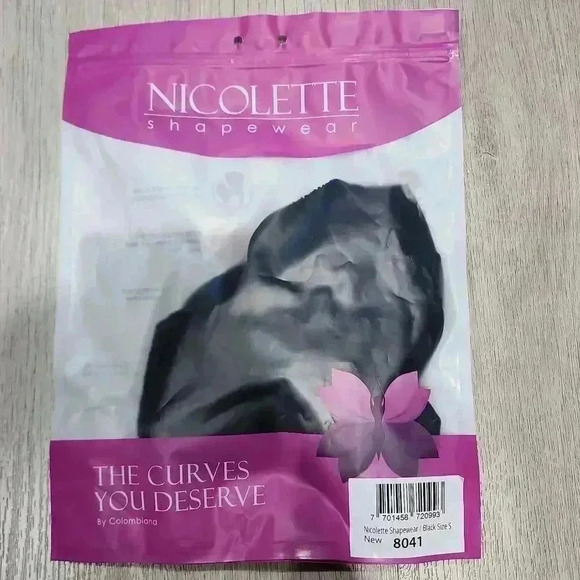 NICOLETTE
shapewear
THE CURVES
YOU DESERVE
By Colombiana
7 701458 720993
Nicolette Shapewear / Black Size S
New 8041